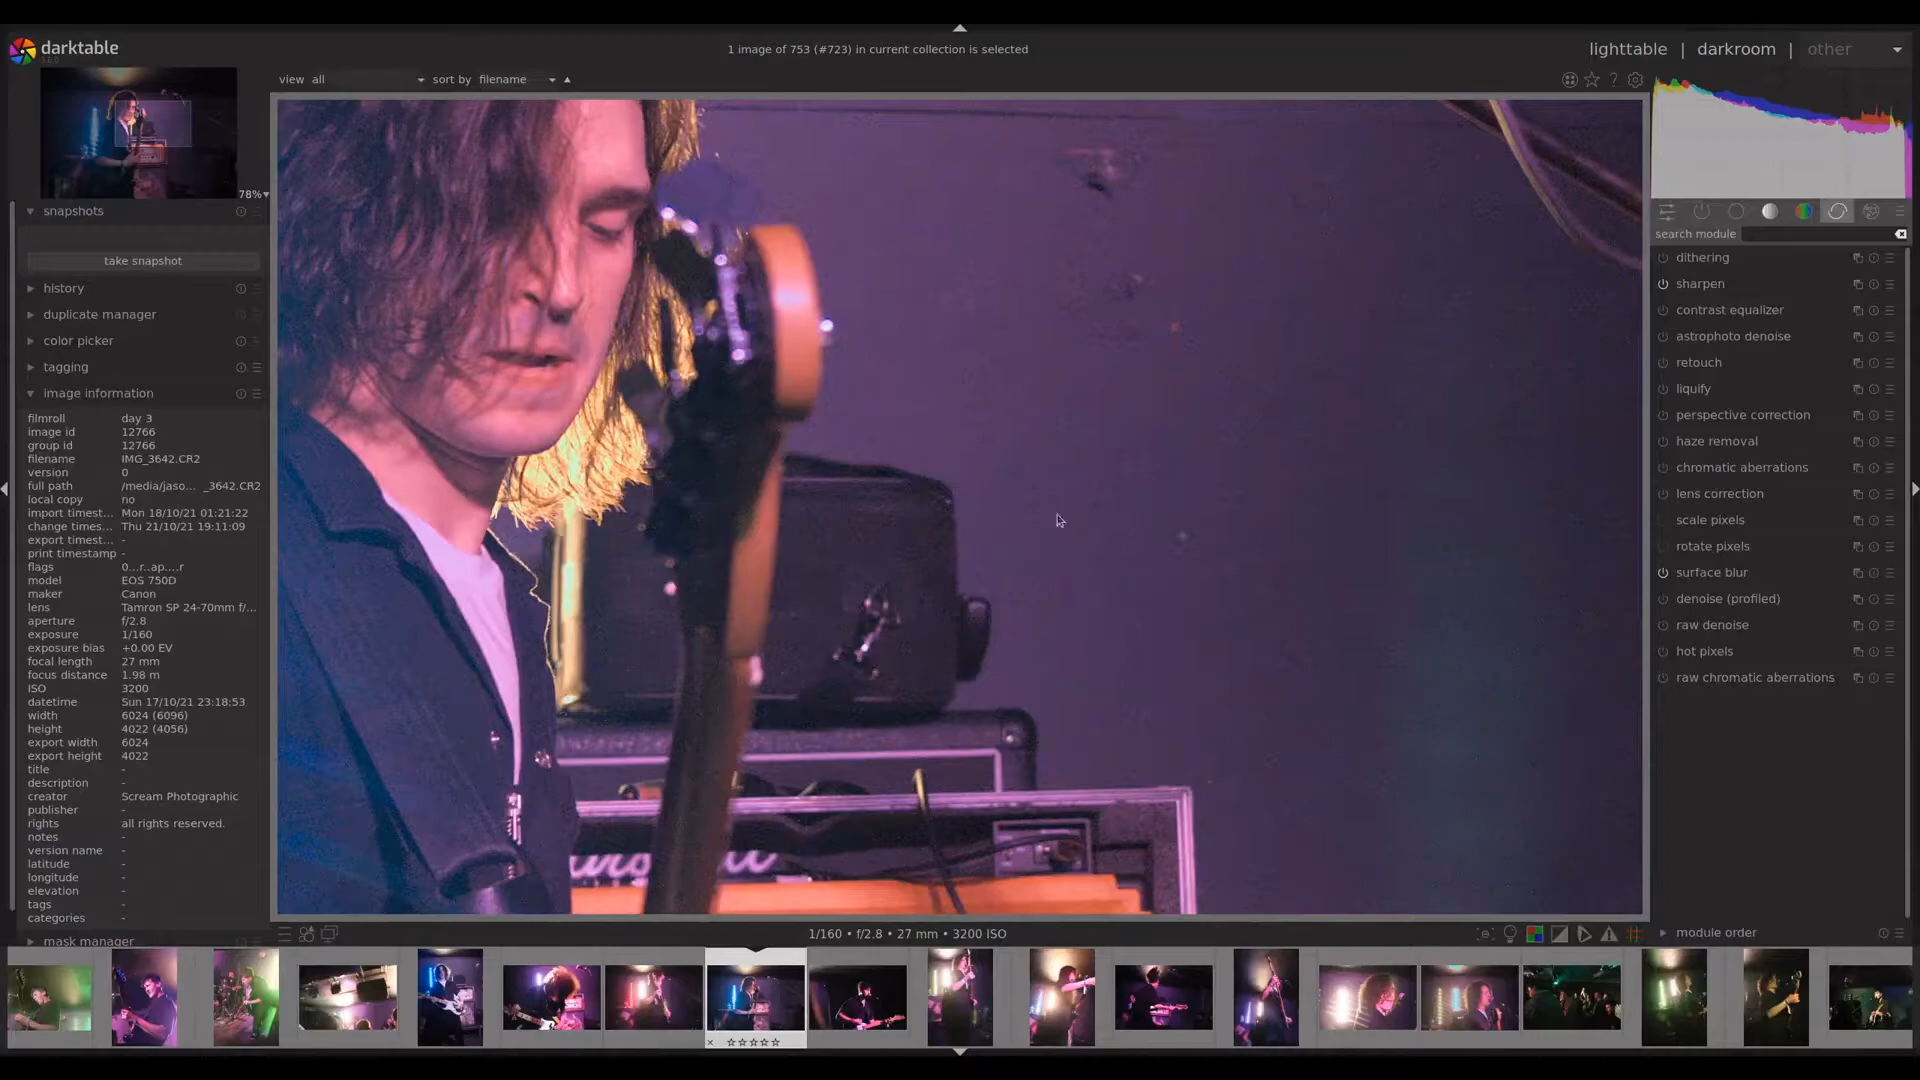 darktable
3.6.0
1 image of 753 (#723) in current collection is selected
lighttable | darkroom | other
view all
sort by filename
78%
snapshots
take snapshot
history
duplicate manager
color picker
tagging
image information
filmroll day 3
image id 12766
group id 12766
filename IMG_3642.CR2
version 0
full path /media/jaso... _3642.CR2
local copy no
import timest... Mon 18/10/21 01:21:22
change times... Thu 21/10/21 19:11:09
export timest... -
print timestamp -
flags 0...r..ap....r
model EOS 750D
maker Canon
lens Tamron SP 24-70mm f/...
aperture f/2.8
exposure 1/160
exposure bias +0.00 EV
focal length 27 mm
focus distance 1.98 m
ISO 3200
datetime Sun 17/10/21 23:18:53
width 6024 (6096)
height 4022 (4056)
export width 6024
export height 4022
title -
description -
creator Scream Photographic
publisher -
rights all rights reserved.
notes -
version name -
latitude -
longitude -
elevation -
tags -
categories -
mask manager
1/160 • f/2.8 • 27 mm • 3200 ISO
search module
dithering
sharpen
contrast equalizer
astrophoto denoise
retouch
liquify
perspective correction
haze removal
chromatic aberrations
lens correction
scale pixels
rotate pixels
surface blur
denoise (profiled)
raw denoise
hot pixels
raw chromatic aberrations
module order